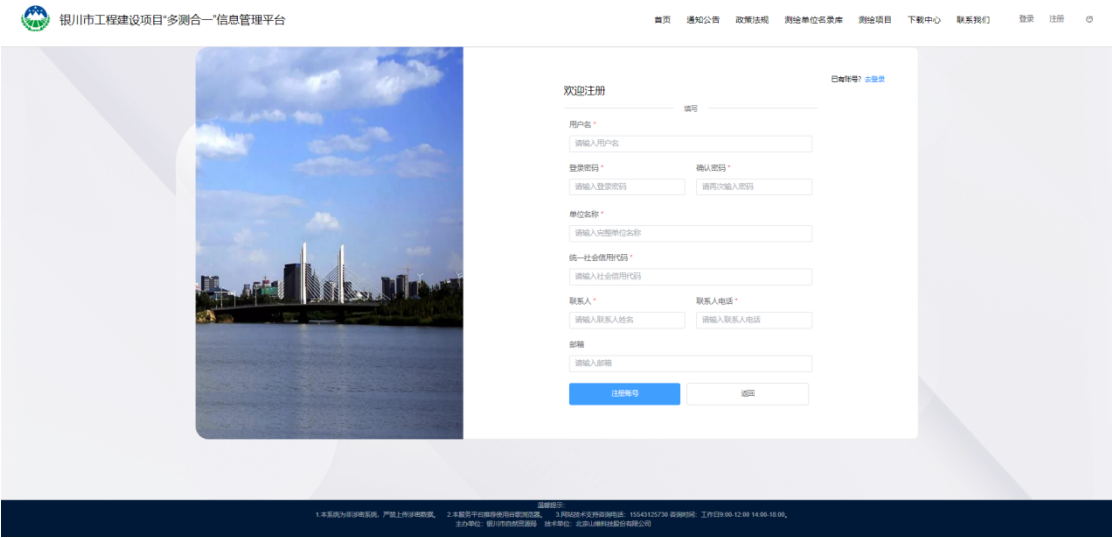 银川市工程建设项目“多测合一”信息管理平台
首页 通知公告 政策法规 测绘单位名录库 测绘项目 下载中心 联系我们 登录 注册
已有账号？去登录
欢迎注册
填写
用户名 *
请输入用户名
登录密码 * 确认密码 *
请输入登录密码 请再次输入密码
单位名称 *
请输入完整单位名称
统一社会信用代码 *
请输入社会信用代码
联系人 * 联系人电话 *
请输入联系人姓名 请输入联系人电话
邮箱
请输入邮箱
注册账号 返回
温馨提示:
1.本系统为非涉密系统，严禁上传涉密数据。 2.本服务平台推荐使用谷歌浏览器。 3.网站技术支持咨询电话：15543125730 咨询时间：工作日9:00-12:00 14:00-18:00。
主办单位：银川市自然资源局 技术单位：北京山维科技股份有限公司